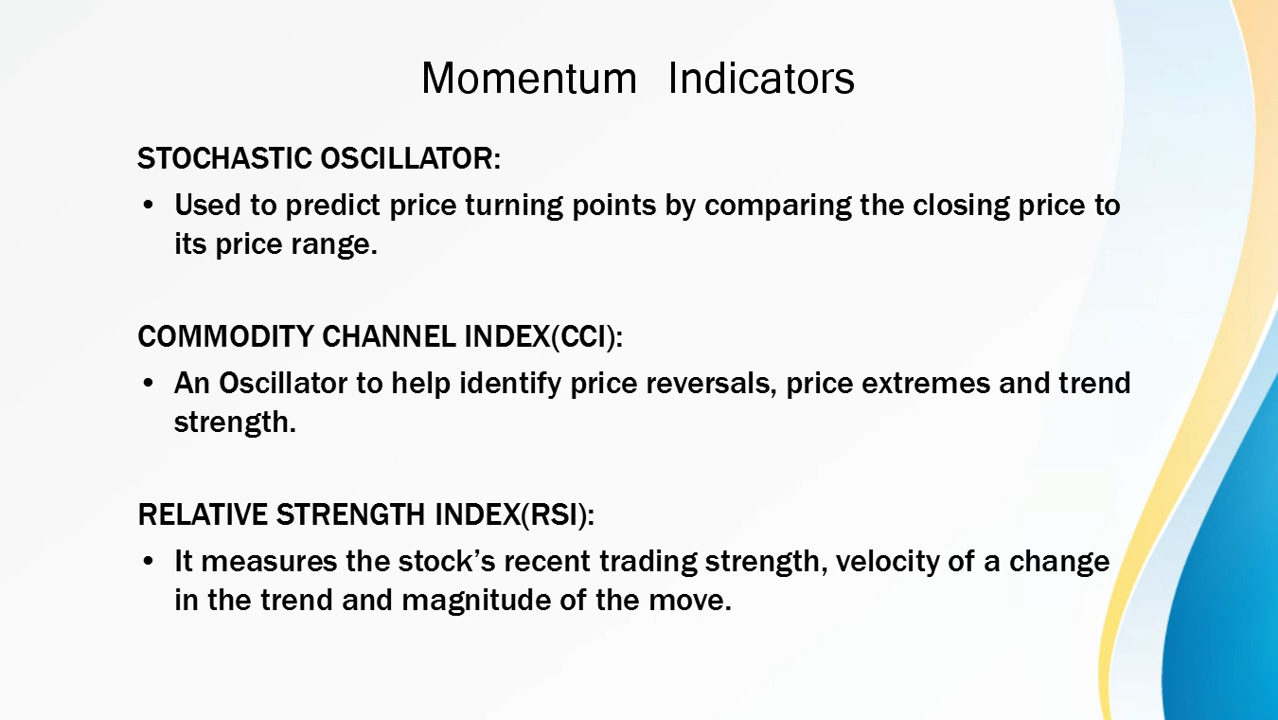 Momentum Indicators
STOCHASTIC OSCILLATOR:
• Used to predict price turning points by comparing the closing price to
its price range.
COMMODITY CHANNEL INDEX(CCI):
• An Oscillator to help identify price reversals, price extremes and trend
strength.
RELATIVE STRENGTH INDEX(RSI):
• It measures the stock’s recent trading strength, velocity of a change
in the trend and magnitude of the move.